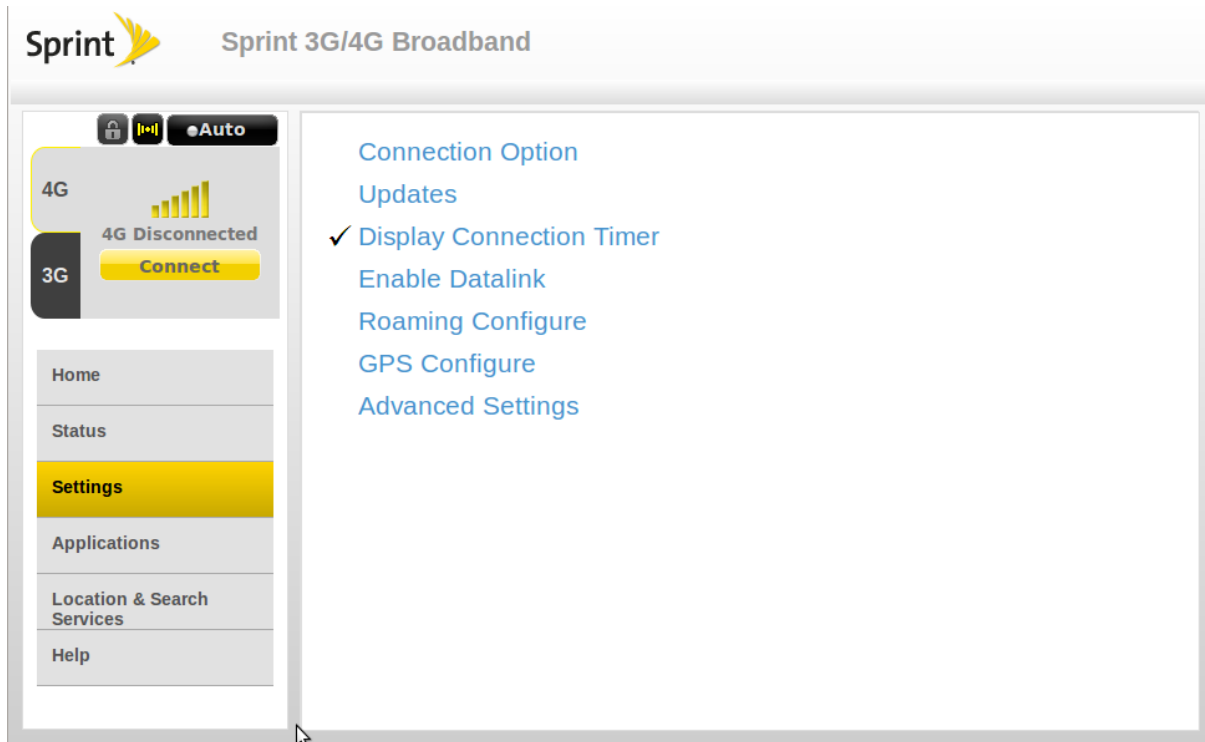 Sprint
Sprint 3G/4G Broadband
Auto
4G
4G Disconnected
Connect
3G
Home
Status
Settings
Applications
Location & Search
Services
Help
Connection Option
Updates
Display Connection Timer
Enable Datalink
Roaming Configure
GPS Configure
Advanced Settings